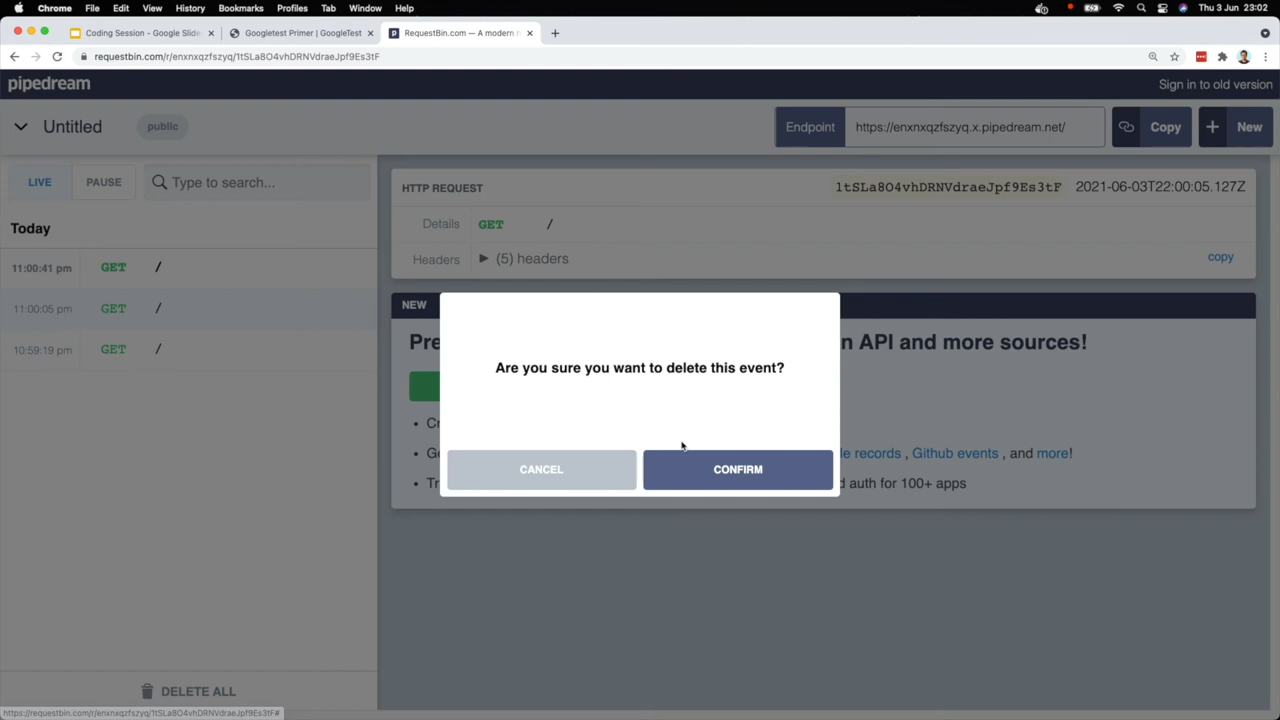 Chrome File Edit View History Bookmarks Profiles Tab Window Help Thu 3 Jun 23:02
Coding Session - Google Slide Googletest Primer | GoogleTest RequestBin.com — A modern r
requestbin.com/r/enxnxqzfszyq/1tSLa8O4vhDRNVdraeJpf9Es3tF
pipedream Sign in to old version
Untitled public Endpoint https://enxnxqzfszyq.x.pipedream.net/ Copy New
LIVE PAUSE Type to search...
HTTP REQUEST 1tSLa8O4vhDRNVdraeJpf9Es3tF 2021-06-03T22:00:05.127Z
Today
Details GET /
Headers (5) headers copy
11:00:41 pm GET /
11:00:05 pm GET /
10:59:19 pm GET /
NEW
Pre n API and more sources!
Are you sure you want to delete this event?
Cr
Ge le records , Github events , and more!
CANCEL CONFIRM
Tr d auth for 100+ apps
DELETE ALL
https://requestbin.com/r/enxnxqzfszyq/1tSLa8O4vhDRNVdraeJpf9Es3tF#